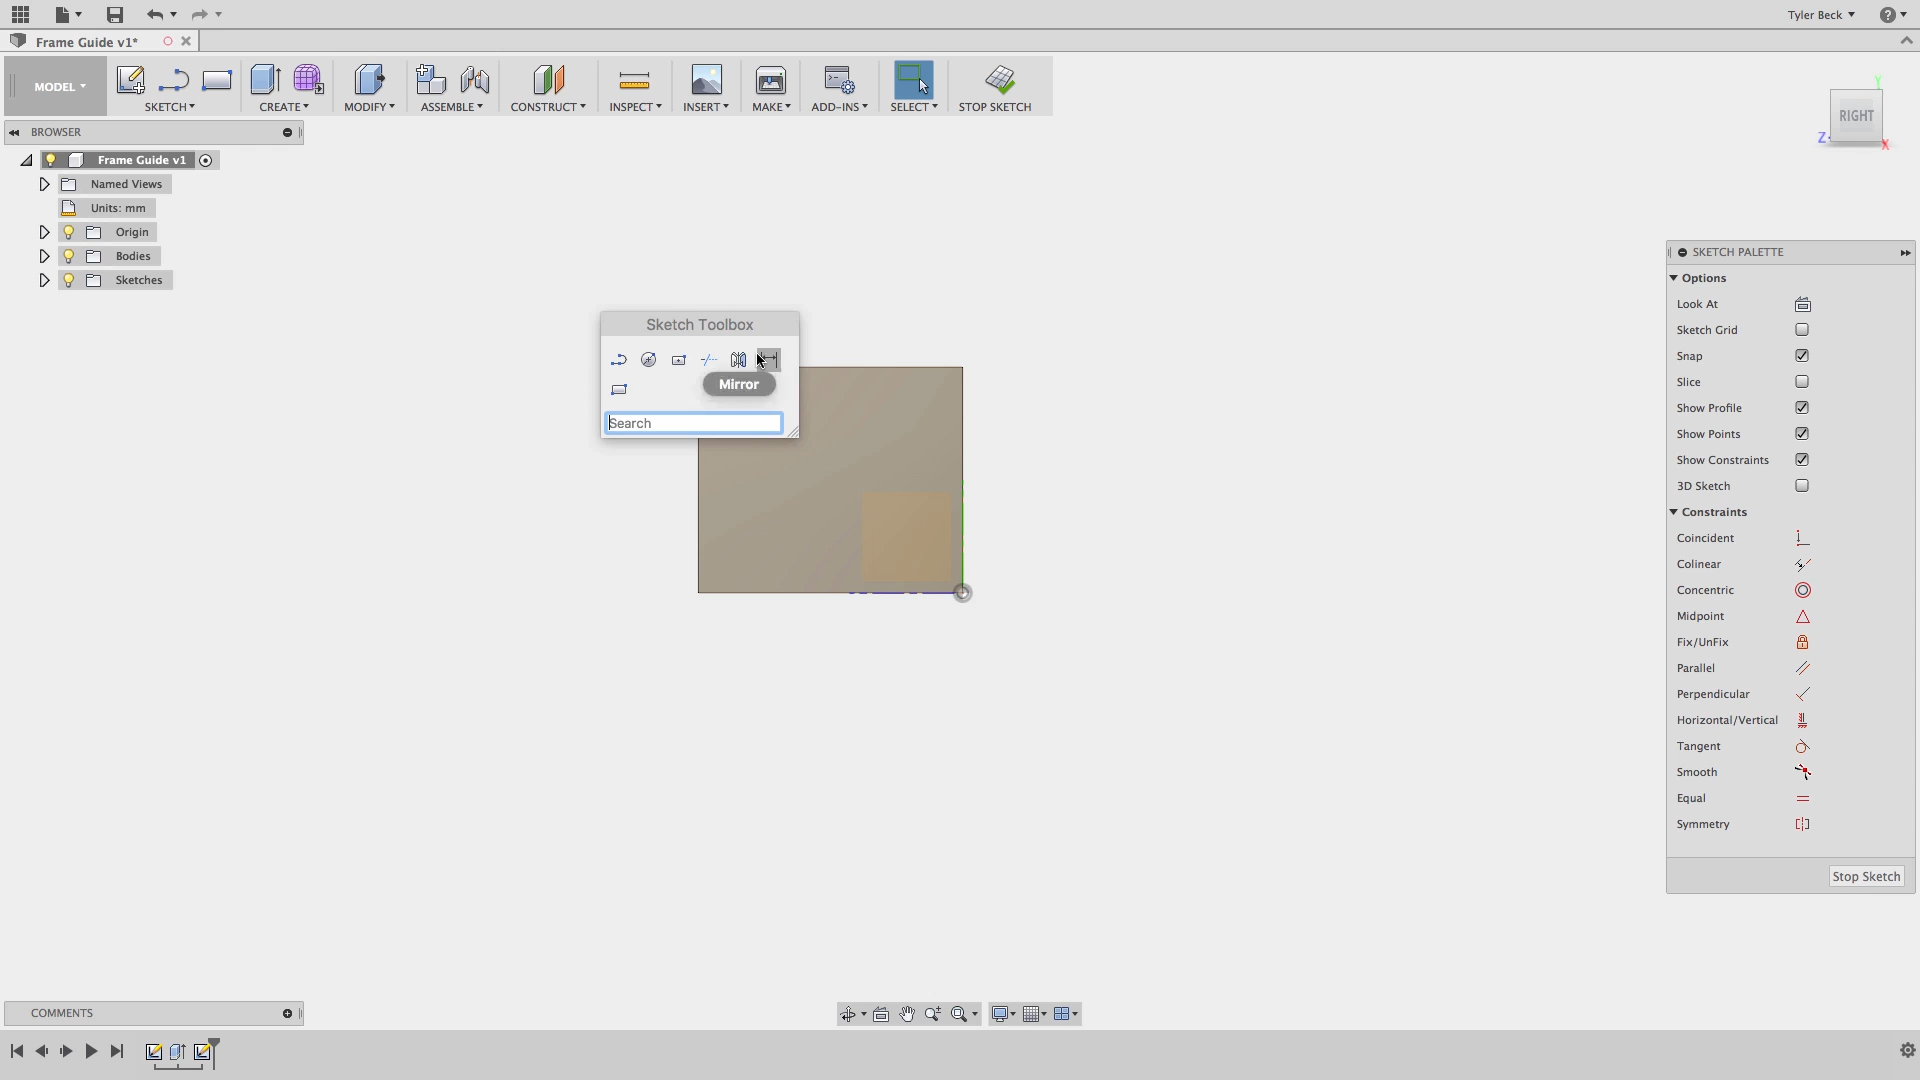 Tyler Beck
Frame Guide v1*
MODEL
SKETCH
CREATE
MODIFY
ASSEMBLE
CONSTRUCT
INSPECT
INSERT
MAKE
ADD-INS
SELECT
STOP SKETCH
Y
RIGHT
Z
X
BROWSER
Frame Guide v1
Named Views
Units: mm
Origin
Bodies
Sketches
Sketch Toolbox
Mirror
Search
SKETCH PALETTE
Options
Look At
Sketch Grid
Snap
Slice
Show Profile
Show Points
Show Constraints
3D Sketch
Constraints
Coincident
Colinear
Concentric
Midpoint
Fix/UnFix
Parallel
Perpendicular
Horizontal/Vertical
Tangent
Smooth
Equal
Symmetry
Stop Sketch
COMMENTS